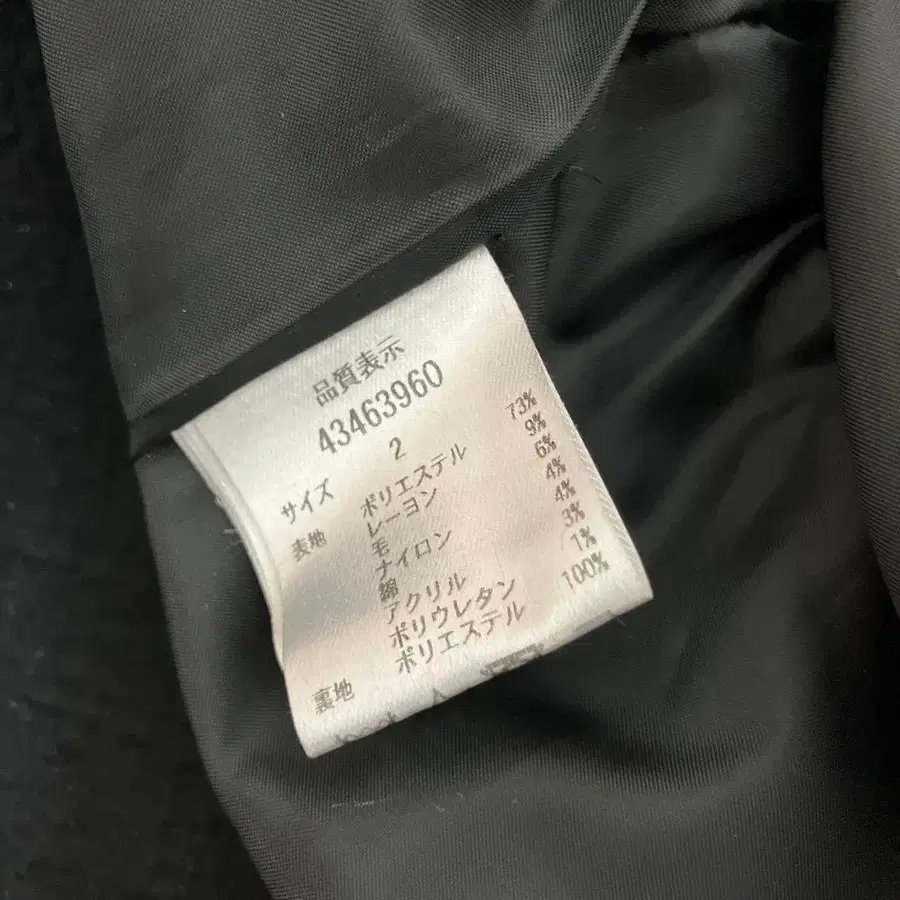 品質表示
43463960
サイズ 2
表地 ポリエステル 73%
レーヨン 9%
毛 6%
ナイロン 4%
綿 4%
アクリル 3%
ポリウレタン 1%
裏地 ポリエステル 100%